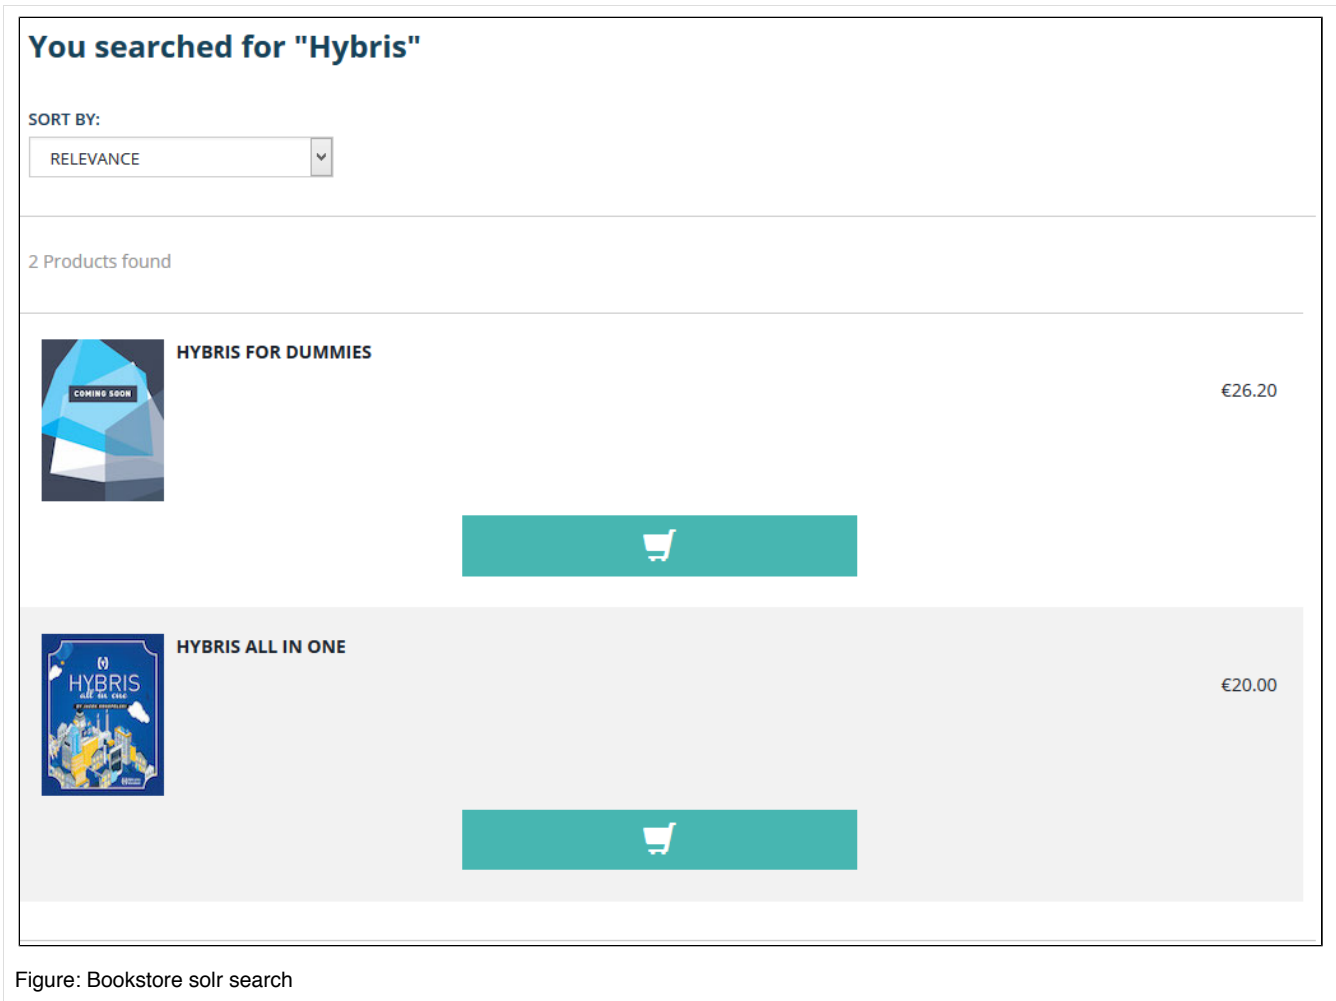 You searched for "Hybris"
SORT BY:
RELEVANCE
2 Products found
HYBRIS FOR DUMMIES
COMING SOON
€26.20
HYBRIS ALL IN ONE
HYBRIS
all in one
€20.00
Figure: Bookstore solr search